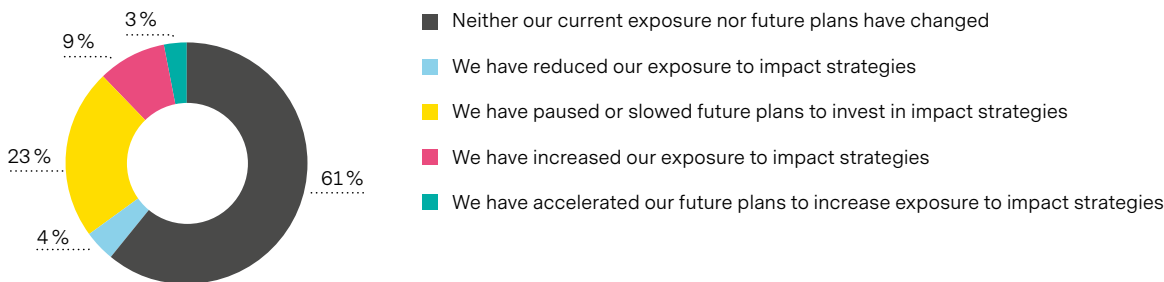 3 %
9 %
23 %
4 %
61 %
Neither our current exposure nor future plans have changed
We have reduced our exposure to impact strategies
We have paused or slowed future plans to invest in impact strategies
We have increased our exposure to impact strategies
We have accelerated our future plans to increase exposure to impact strategies